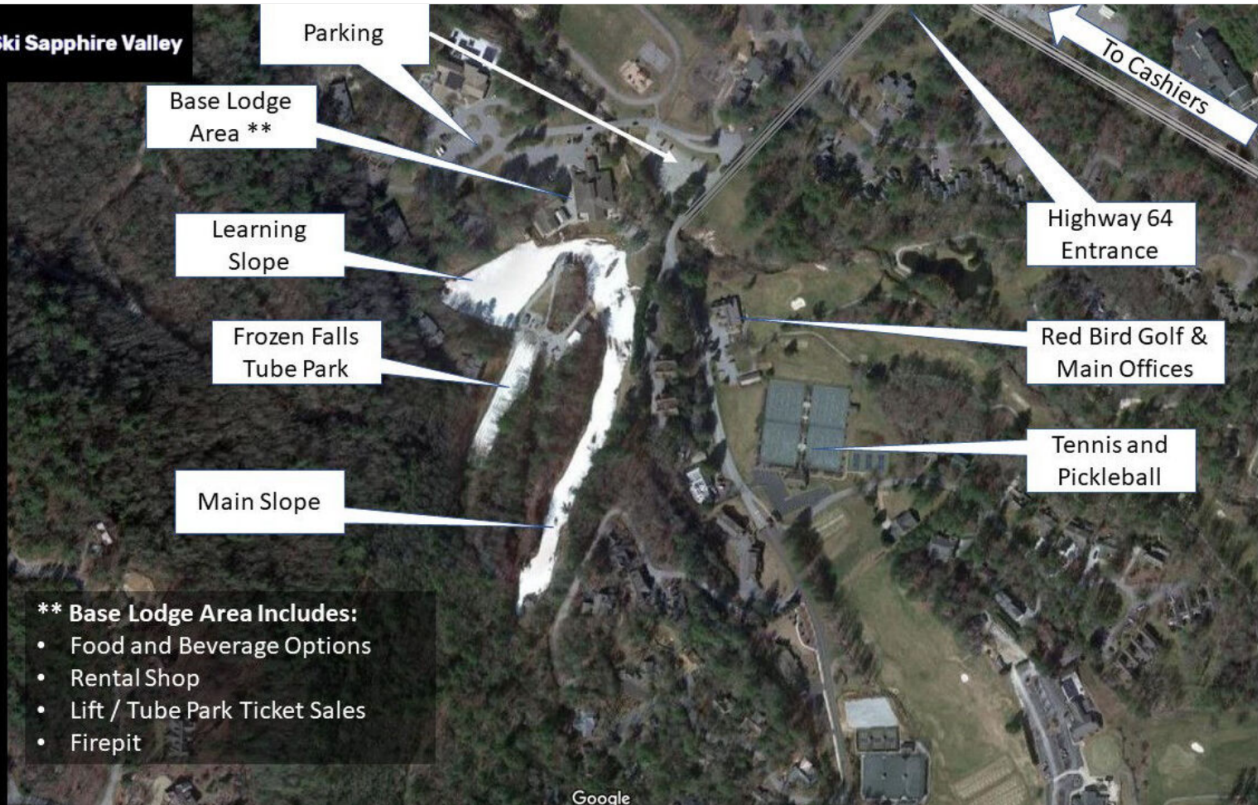 Ski Sapphire Valley
Parking
To Cashiers
Base Lodge
Area **
Learning
Slope
Highway 64
Entrance
Frozen Falls
Tube Park
Red Bird Golf &
Main Offices
Tennis and
Pickleball
Main Slope
** Base Lodge Area Includes:
• Food and Beverage Options
• Rental Shop
• Lift / Tube Park Ticket Sales
• Firepit
Google